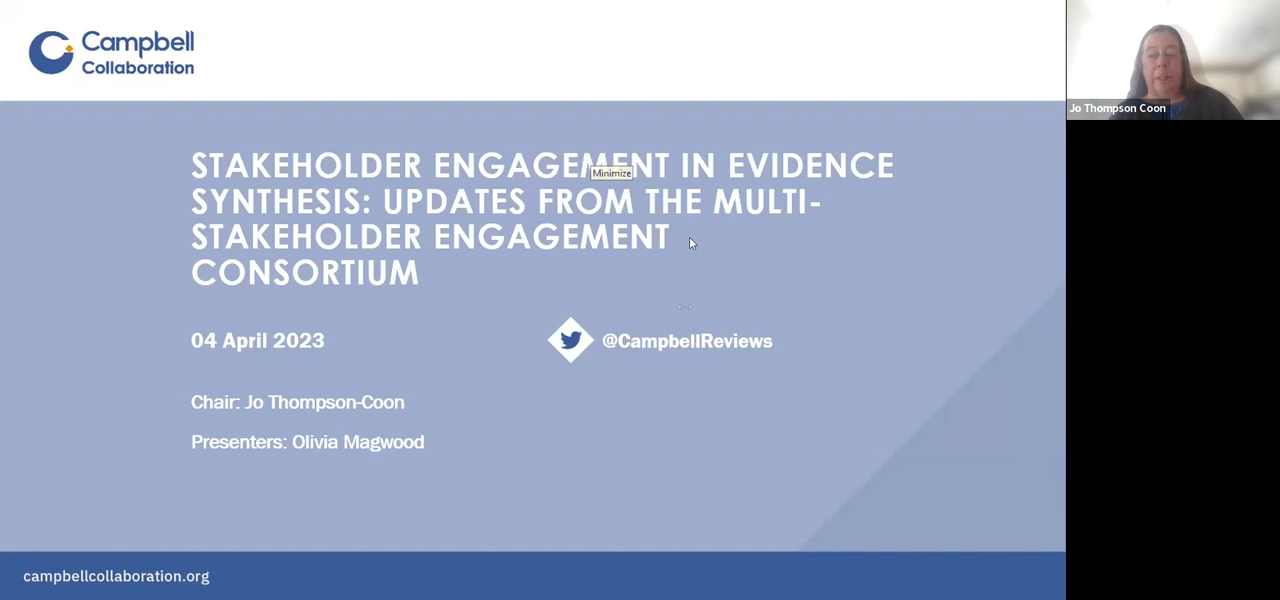 Campbell
Collaboration
Jo Thompson Coon
STAKEHOLDER ENGAGEMENT IN EVIDENCE
SYNTHESIS: UPDATES FROM THE MULTI-
STAKEHOLDER ENGAGEMENT
CONSORTIUM
Minimize
04 April 2023
@CampbellReviews
Chair: Jo Thompson-Coon
Presenters: Olivia Magwood
campbellcollaboration.org